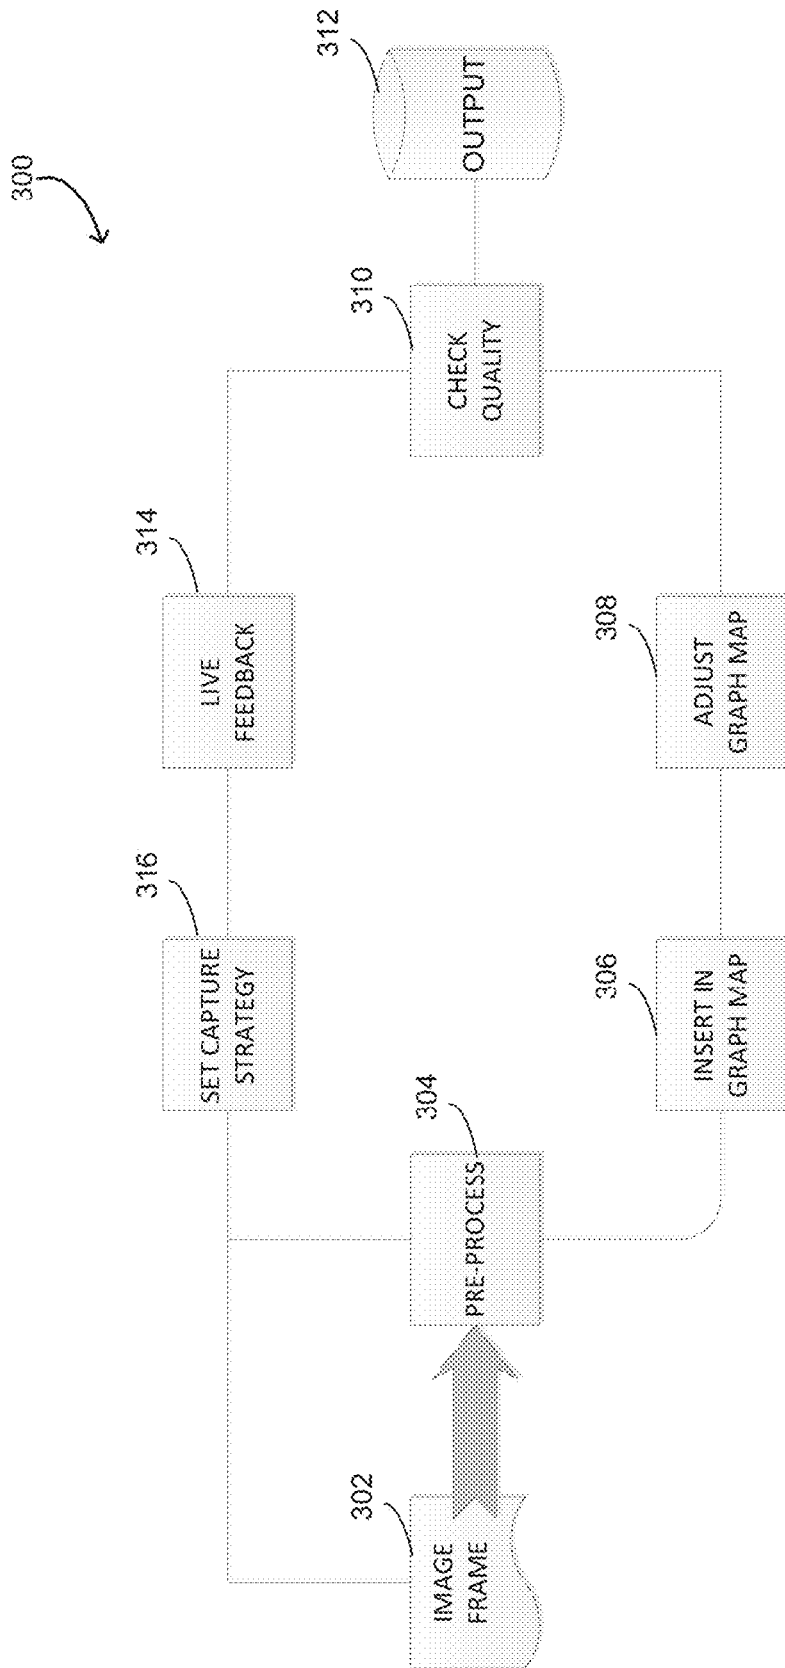 300
302
IMAGE
FRAME
304
PRE-PROCESS
316
SET CAPTURE
STRATEGY
314
LIVE
FEEDBACK
306
INSERT IN
GRAPH MAP
308
ADJUST
GRAPH MAP
310
CHECK
QUALITY
312
OUTPUT